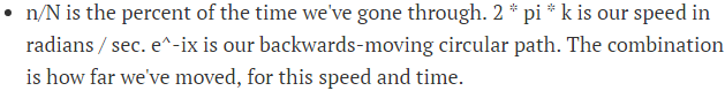 • n/N is the percent of the time we've gone through. 2 * pi * k is our speed in
radians / sec. e^-ix is our backwards-moving circular path. The combination
is how far we've moved, for this speed and time.